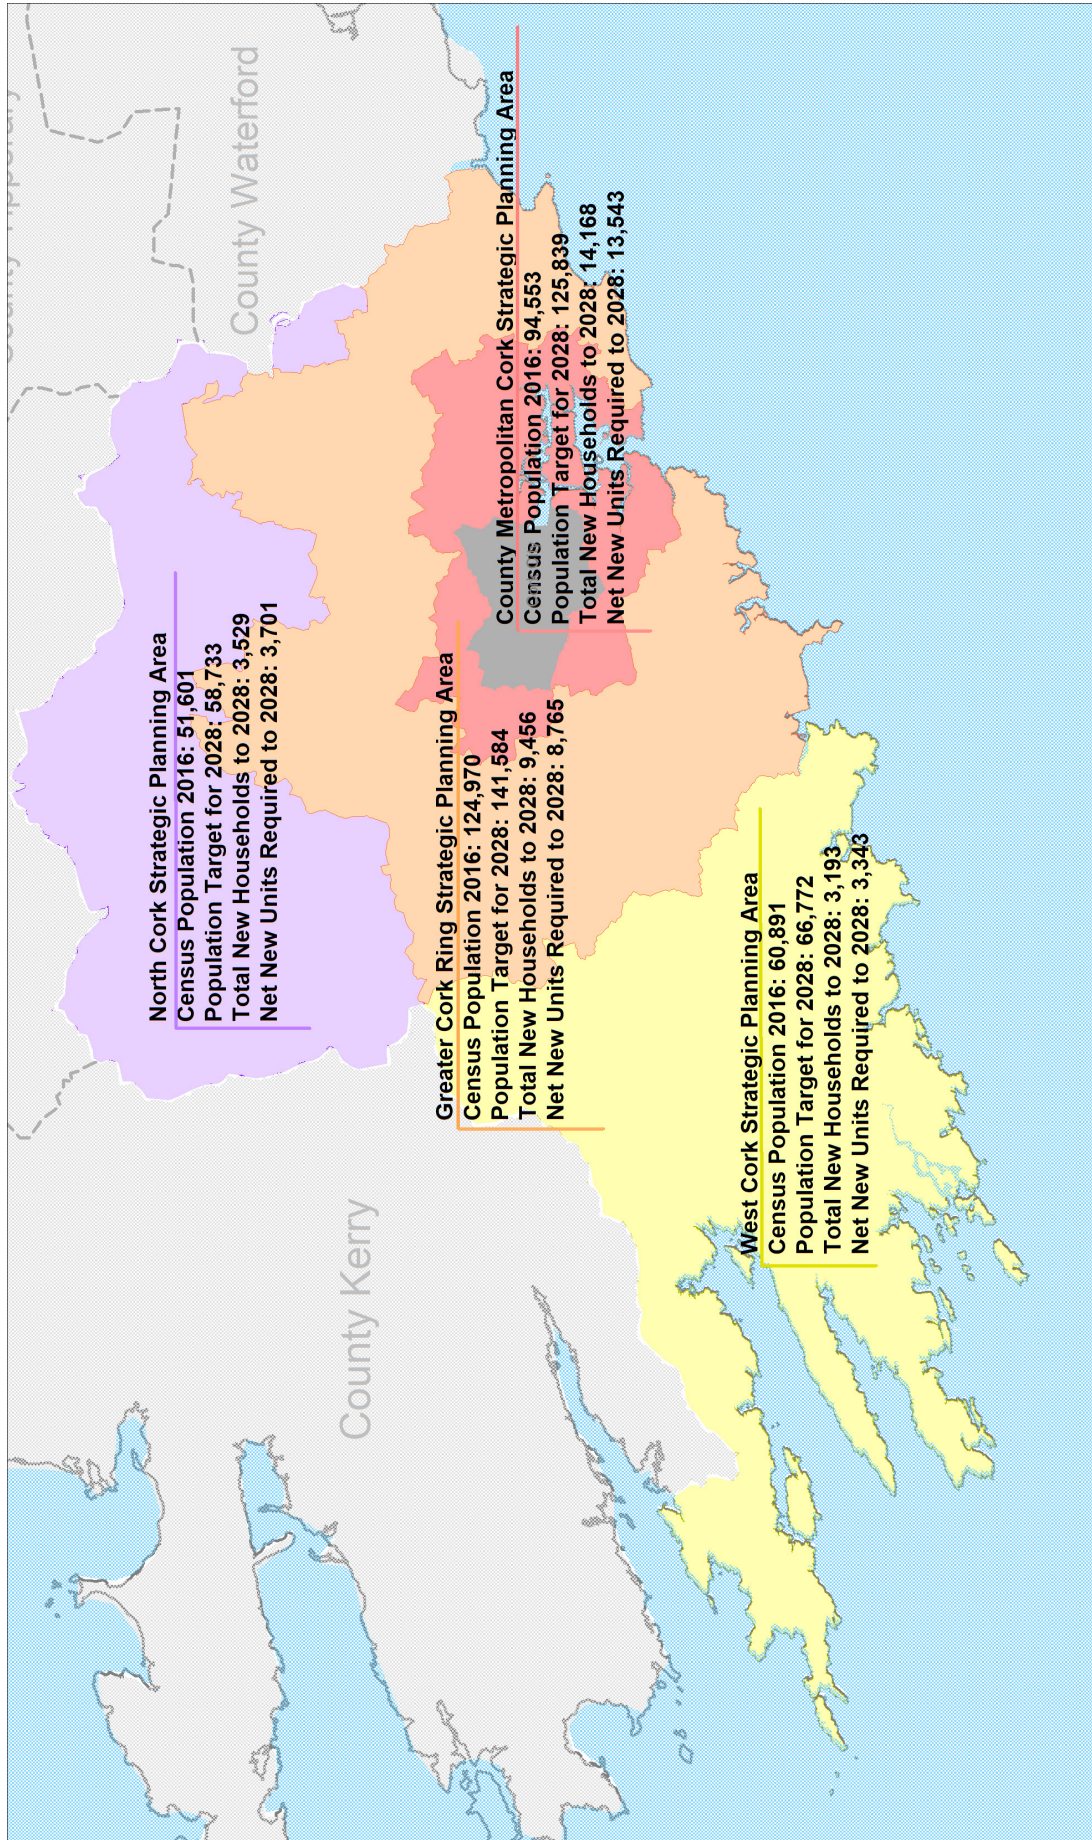 County Waterford
North Cork Strategic Planning Area
Census Population 2016: 51,601
Population Target for 2028: 58,733
Total New Households to 2028: 3,529
Net New Units Required to 2028: 3,701
County Kerry
Greater Cork Ring Strategic Planning Area
Census Population 2016: 124,970
Population Target for 2028: 141,584
Total New Households to 2028: 9,456
Net New Units Required to 2028: 8,765
County Metropolitan Cork Strategic Planning Area
Census Population 2016: 94,553
Population Target for 2028: 125,839
Total New Households to 2028: 14,168
Net New Units Required to 2028: 13,543
West Cork Strategic Planning Area
Census Population 2016: 60,891
Population Target for 2028: 66,772
Total New Households to 2028: 3,193
Net New Units Required to 2028: 3,343